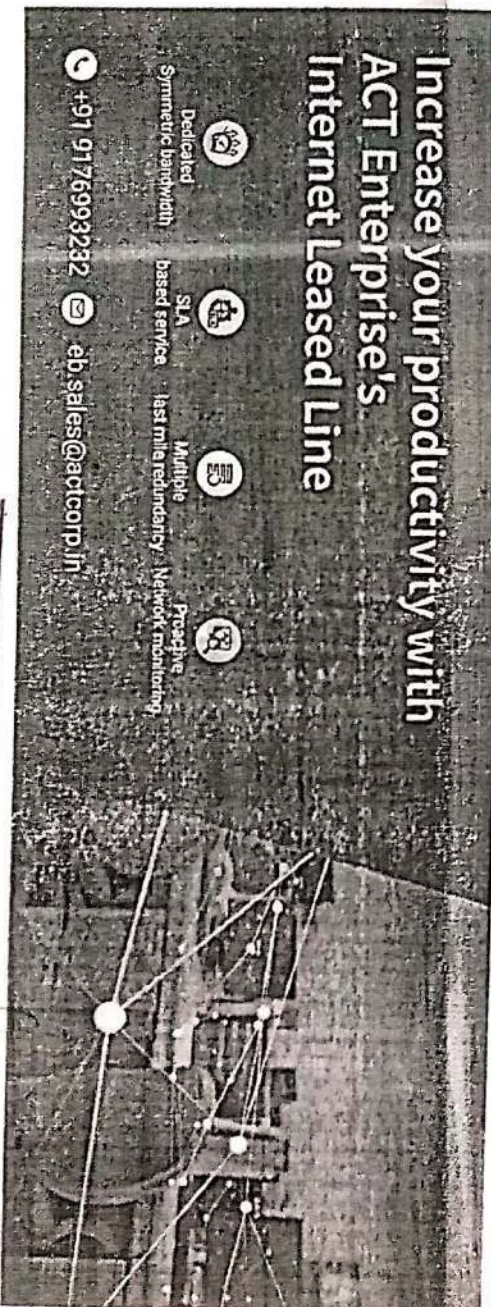 Increase your productivity with
ACT Enterprise's
Internet Leased Line
Dedicated
Symmetric bandwidth
SLA
based service
Multiple
last mile redundancy
Proactive
Network monitoring
+91 9176993232
eb.sales@actcorp.in